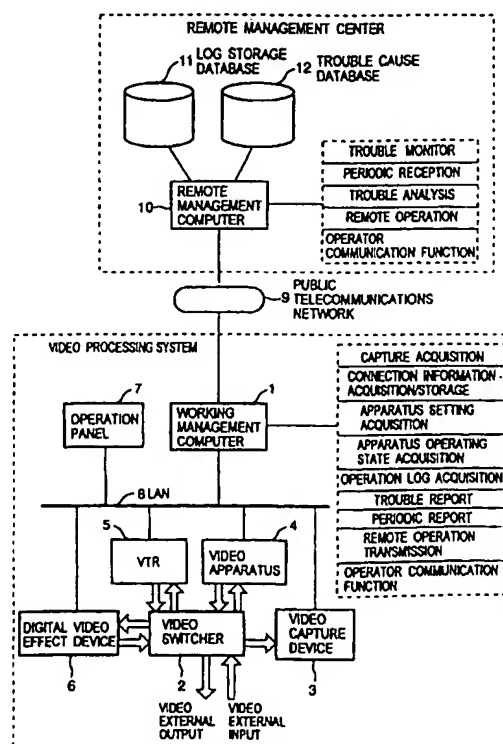 REMOTE MANAGEMENT CENTER
11
LOG STORAGE
DATABASE
12
TROUBLE CAUSE
DATABASE
REMOTE
MANAGEMENT
COMPUTER
10
TROUBLE MONITOR
PERIODIC RECEPTION
TROUBLE ANALYSIS
REMOTE OPERATION
OPERATOR
COMMUNICATION FUNCTION
9
PUBLIC
TELECOMMUNICATIONS
NETWORK
VIDEO PROCESSING SYSTEM
7
OPERATION
PANEL
1
WORKING
MANAGEMENT
COMPUTER
CAPTURE ACQUISITION
CONNECTION INFORMATION -
ACQUISITION/STORAGE
APPARATUS SETTING
ACQUISITION
APPARATUS OPERATING
STATE ACQUISITION
OPERATION LOG ACQUISITION
TROUBLE REPORT
PERIODIC REPORT
REMOTE OPERATION
TRANSMISSION
OPERATOR COMMUNICATION
FUNCTION
8 LAN
5
VTR
4
VIDEO
APPARATUS
DIGITAL VIDEO
EFFECT DEVICE
6
VIDEO
SWITCHER
2
VIDEO
CAPTURE
DEVICE
3
VIDEO
EXTERNAL
OUTPUT
VIDEO
EXTERNAL
INPUT